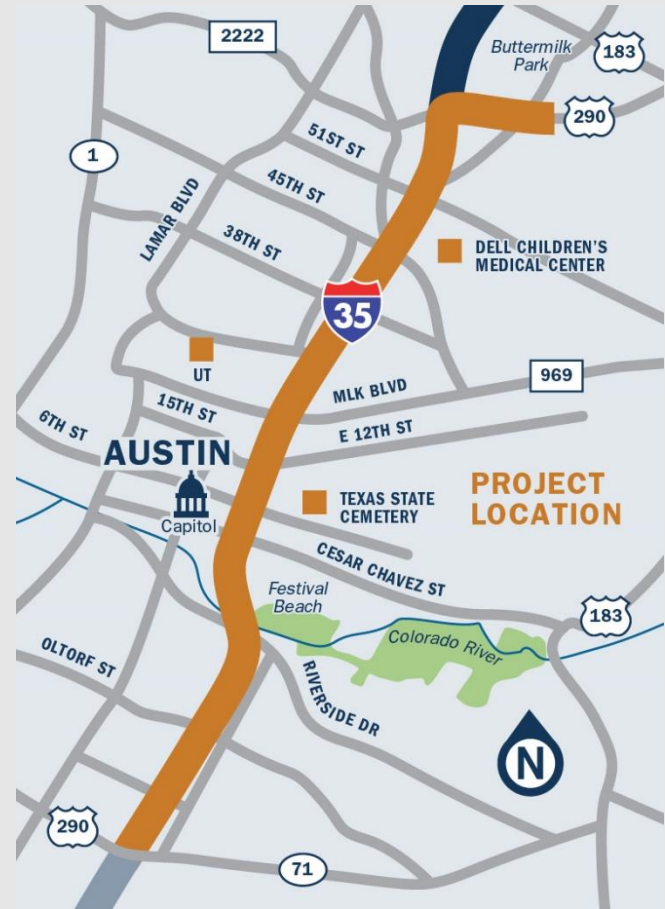 2222
Buttermilk
Park
183
290
51ST ST
1
45TH ST
LAMAR BLVD
38TH ST
DELL CHILDREN'S
MEDICAL CENTER
35
UT
MLK BLVD
969
15TH ST
6TH ST
E 12TH ST
AUSTIN
Capitol
TEXAS STATE
CEMETERY
PROJECT
LOCATION
CESAR CHAVEZ ST
Festival
Beach
183
Colorado River
OLTORF ST
RIVERSIDE DR
N
290
71